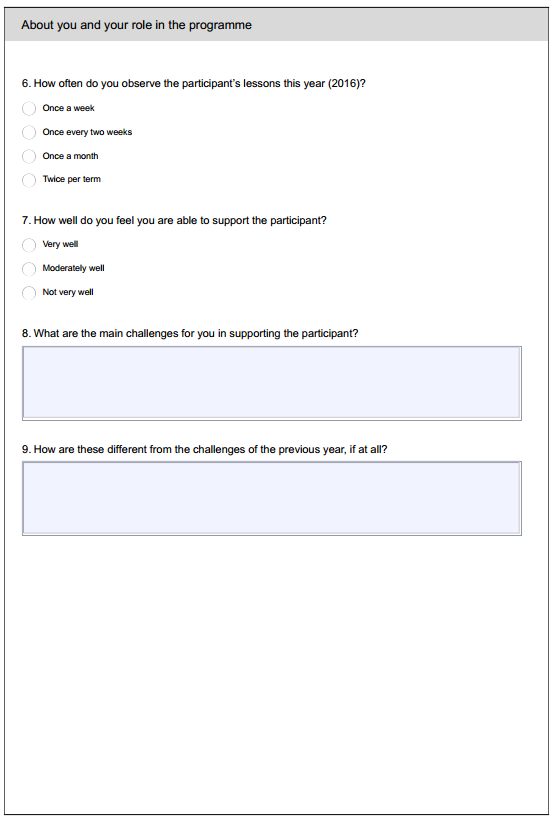 About you and your role in the programme
6. How often do you observe the participant's lessons this year (2016)?
Once a week
Once every two weeks
Once a month
Twice per term
7. How well do you feel you are able to support the participant?
Very well
Moderately well
Not very well
8. What are the main challenges for you in supporting the participant?
9. How are these different from the challenges of the previous year, if at all?